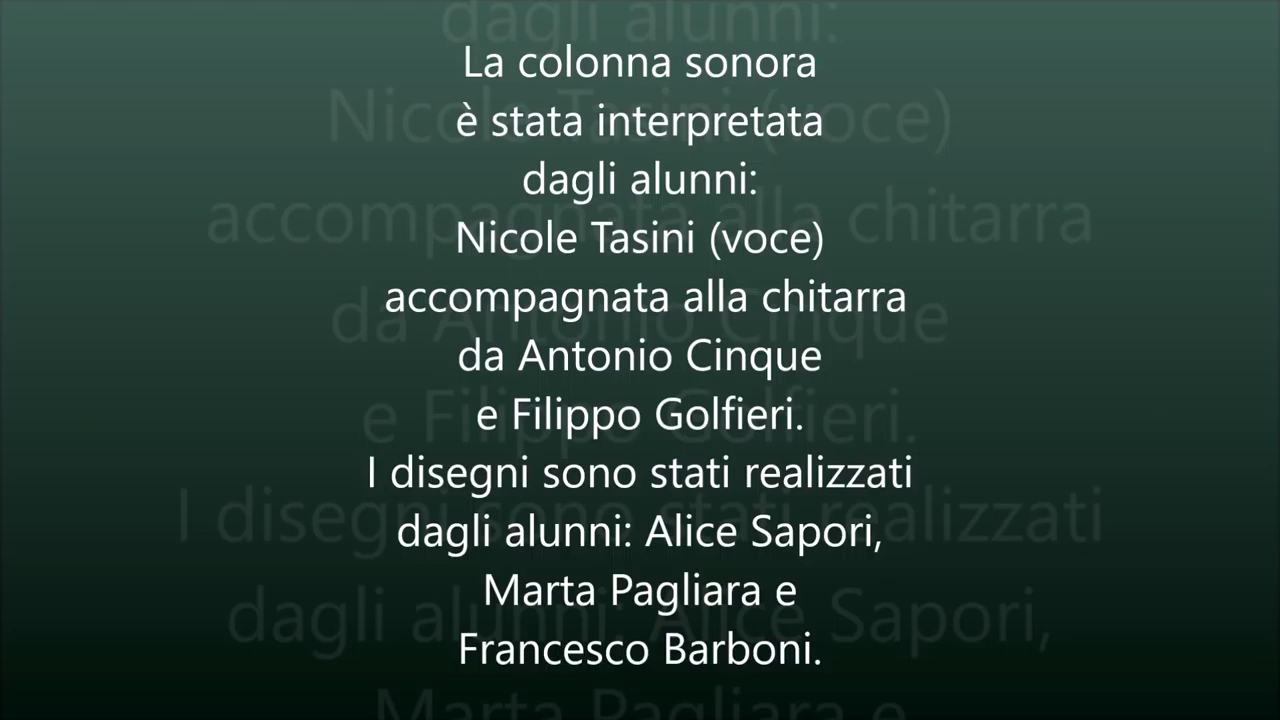 La colonna sonora
è stata interpretata
dagli alunni:
Nicole Tasini (voce)
accompagnata alla chitarra
da Antonio Cinque
e Filippo Golfieri.
I disegni sono stati realizzati
dagli alunni: Alice Sapori,
Marta Pagliara e
Francesco Barboni.